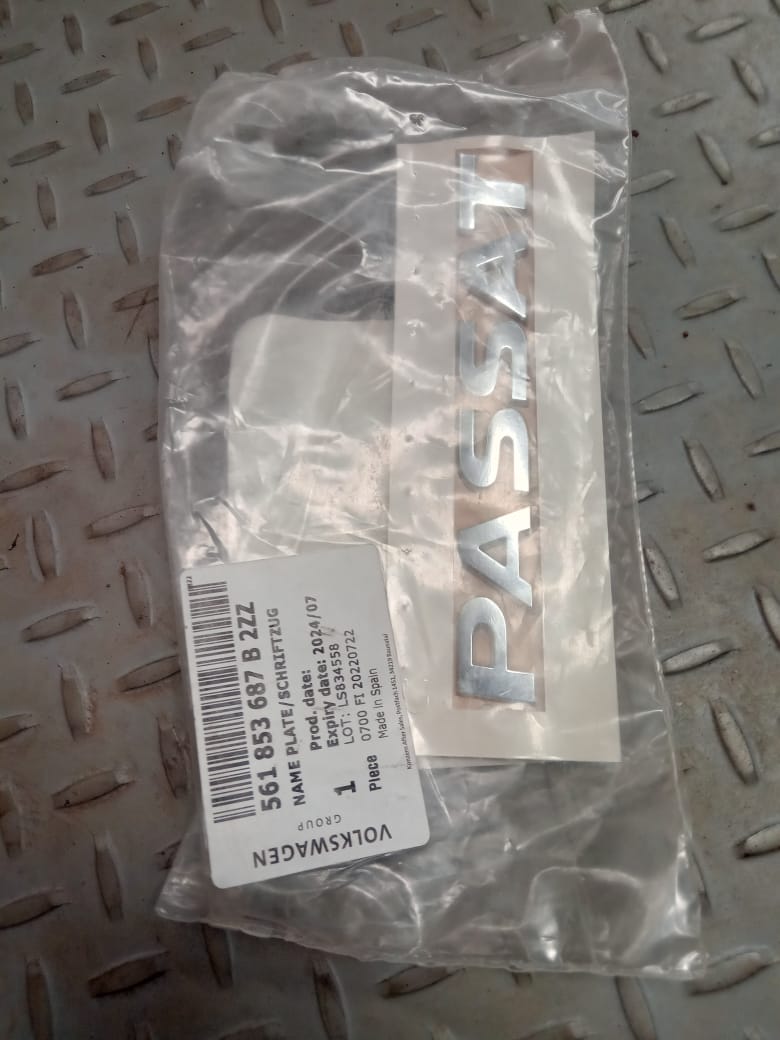 PASSAT
561 853 687 B 2ZZ
NAME PLATE/SCHRIFTZUG
Prod. date:
Expiry date: 2024/07
LOT: LS834558
0700 FI 20220722
1
Piece
Made in Spain
VOLKSWAGEN
GROUP